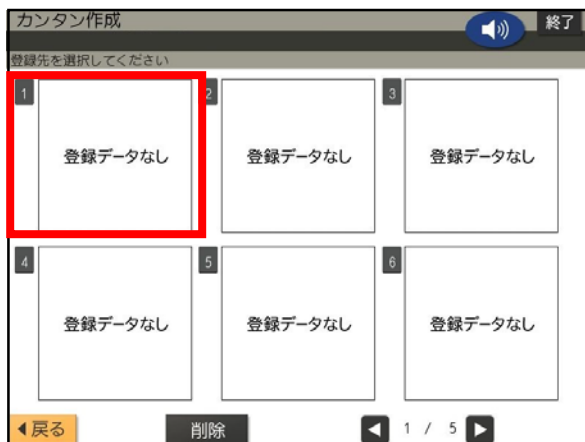 カンタン作成
終了
登録先を選択してください
1
2
3
登録データなし
登録データなし
登録データなし
4
5
6
登録データなし
登録データなし
登録データなし
戻る
削除
1 / 5